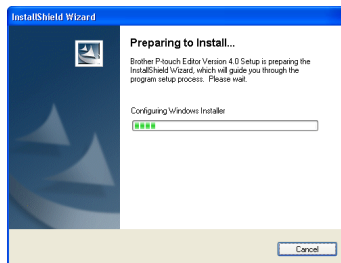 InstallShield Wizard
Preparing to Install...
Brother P-touch Editor Version 4.0 Setup is preparing the
InstallShield Wizard, which will guide you through the
program setup process. Please wait.
Configuring Windows Installer
Cancel